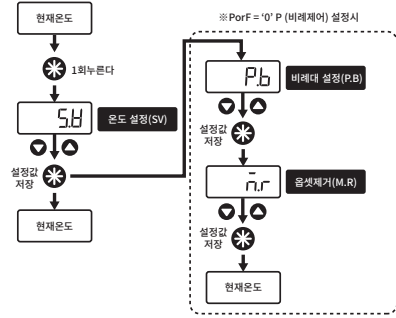 현재온도
1회누른다
S.V
온도 설정(SV)
설정값
저장
현재온도
※PorF = '0' P (비례제어) 설정시
P.b
비례대 설정(P.B)
설정값
저장
n̄.r
옵셋제거(M.R)
설정값
저장
현재온도